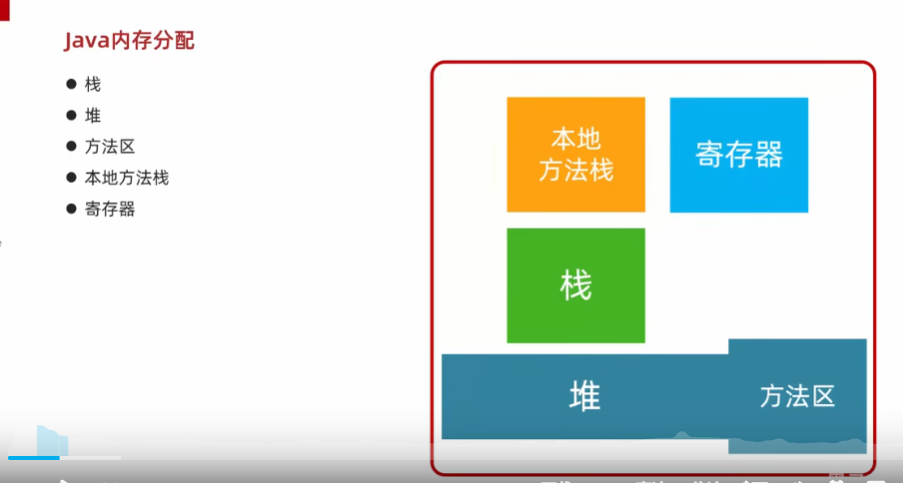 Java内存分配
● 栈
● 堆
● 方法区
● 本地方法栈
● 寄存器
本地
方法栈
寄存器
栈
堆
方法区